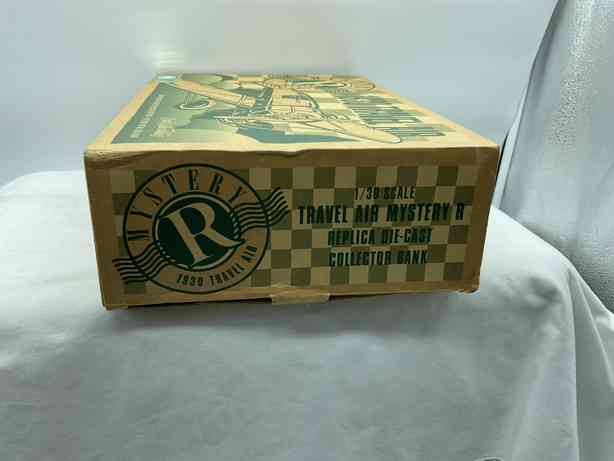 MYSTERY
R
1930 TRAVEL AIR
1/30 SCALE
TRAVEL AIR MYSTERY R
REPLICA DIE-CAST
COLLECTOR BANK